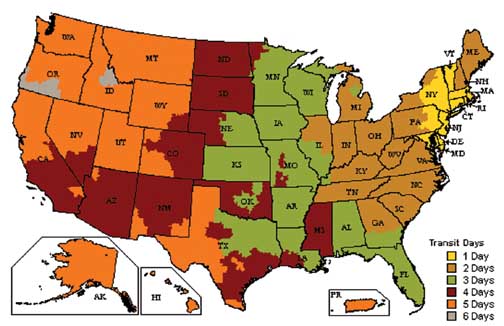 WA
MT
ND
MN
VT
ME
OR
ID
SD
WI
NY
NH
MA
WY
MI
RI
CT
IA
PA
NJ
NV
NE
IL
IN
OH
DE
MD
UT
CO
WV
VA
CA
KS
MO
KY
NC
TN
AZ
NM
OK
AR
SC
MS
AL
GA
TX
LA
FL
AK
HI
PR
Transit Days
1 Day
2 Days
3 Days
4 Days
5 Days
6 Days